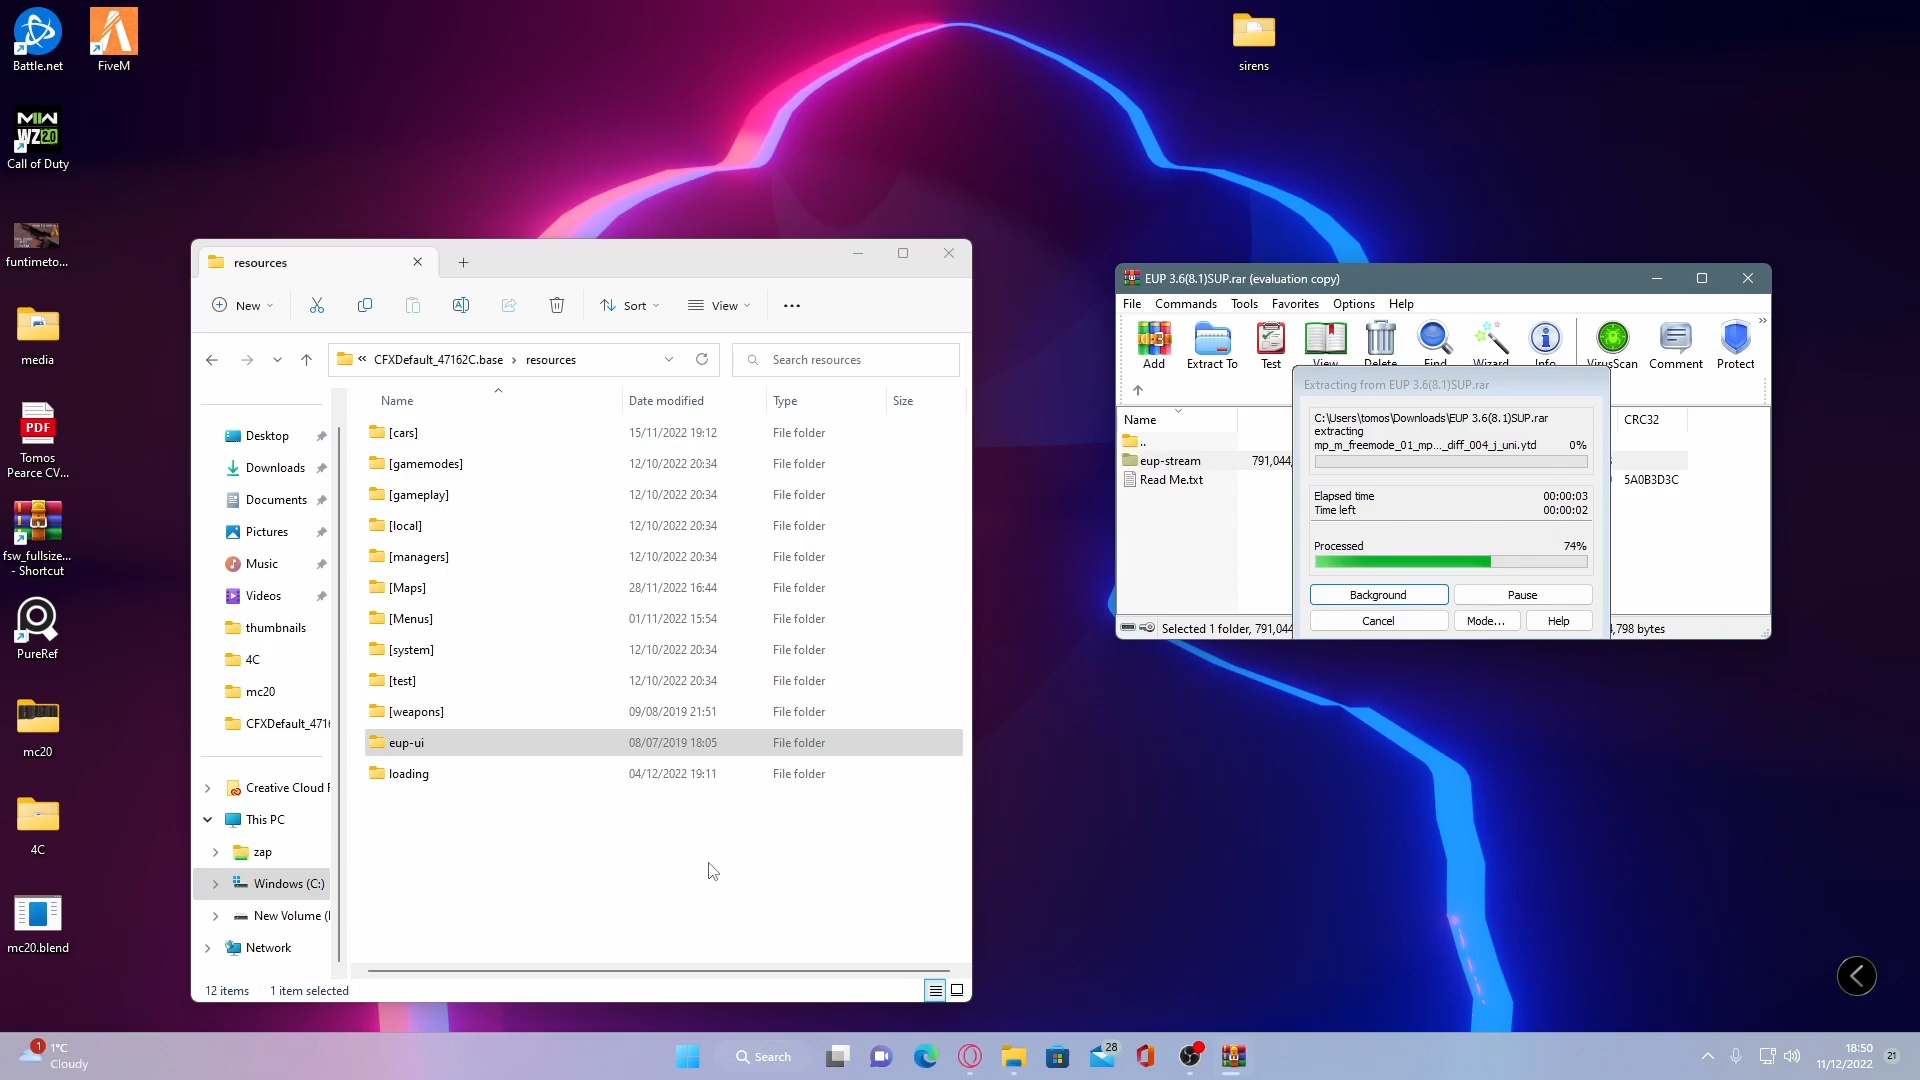 Battle.net
FiveM
MW
WZ2.0
Call of Duty
funtimeto...
media
PDF
Tomos
Pearce CV...
fsw_fullsize...
- Shortcut
PureRef
mc20
4C
mc20.blend
sirens
resources
New
Sort
View
CFXDefault_47162C.base
resources
Search resources
Name
Date modified
Type
Size
Desktop
Downloads
Documents
Pictures
Music
Videos
thumbnails
4C
mc20
CFXDefault_471
Creative Cloud F
This PC
zap
Windows (C:)
New Volume (
Network
[cars] 15/11/2022 19:12 File folder
[gamemodes] 12/10/2022 20:34 File folder
[gameplay] 12/10/2022 20:34 File folder
[local] 12/10/2022 20:34 File folder
[managers] 12/10/2022 20:34 File folder
[Maps] 28/11/2022 16:44 File folder
[Menus] 01/11/2022 15:54 File folder
[system] 12/10/2022 20:34 File folder
[test] 12/10/2022 20:34 File folder
[weapons] 09/08/2019 21:51 File folder
eup-ui 08/07/2019 18:05 File folder
loading 04/12/2022 19:11 File folder
12 items 1 item selected
EUP 3.6(8.1)SUP.rar (evaluation copy)
File Commands Tools Favorites Options Help
Add Extract To Test View Delete Find Wizard Info VirusScan Comment Protect
Name CRC32
..
eup-stream 791,044,
Read Me.txt 5A0B3D3C
Selected 1 folder, 791,044 ,798 bytes
Extracting from EUP 3.6(8.1)SUP.rar
C:\Users\tomos\Downloads\EUP 3.6(8.1)SUP.rar
extracting
mp_m_freemode_01_mp..._diff_004_j_uni.ytd 0%
Elapsed time 00:00:03
Time left 00:00:02
Processed 74%
Background Pause
Cancel Mode... Help
1
1°C
Cloudy
Search
28
18:50
11/12/2022
21